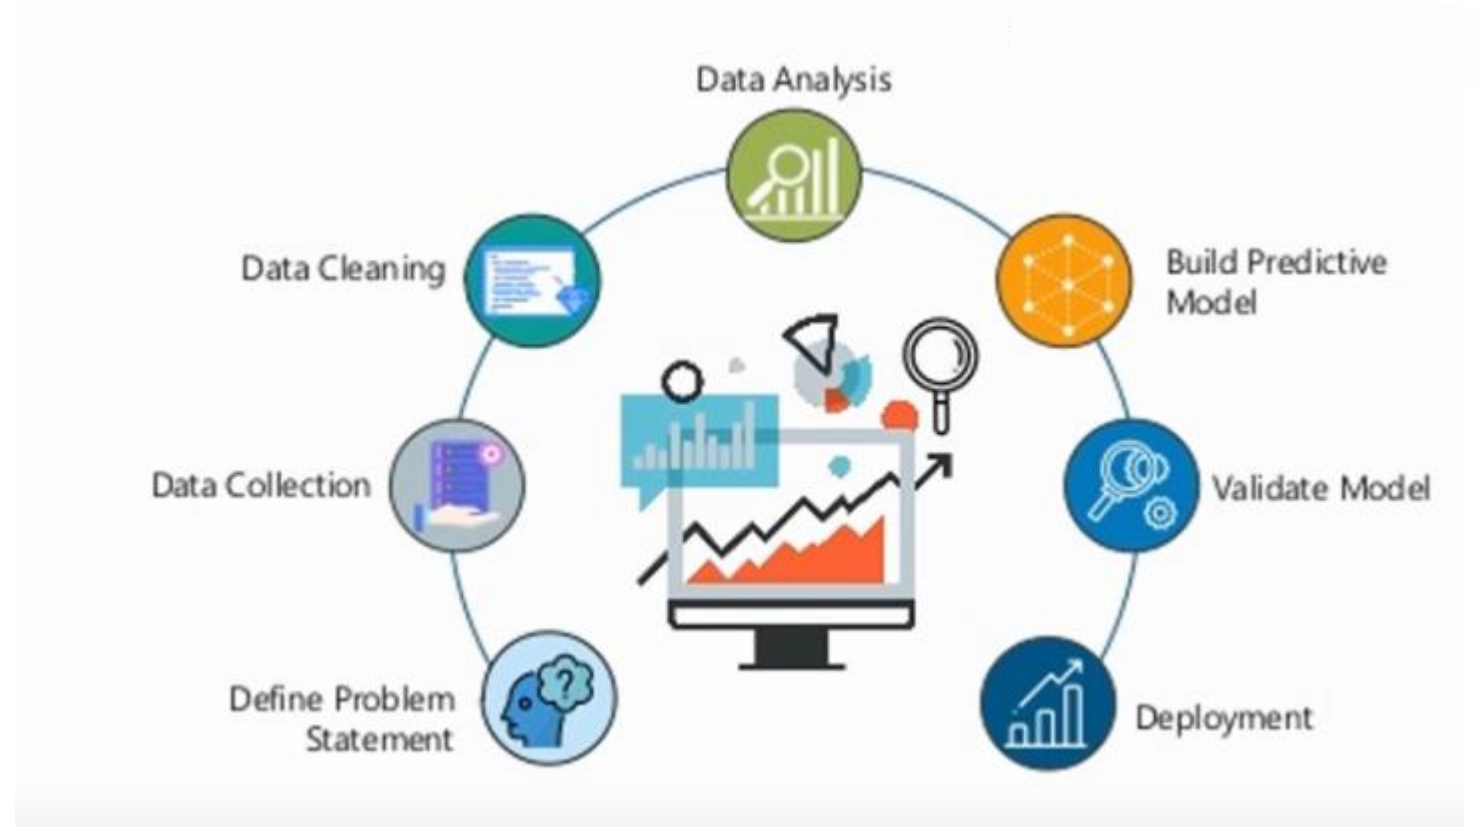 Data Analysis
Data Cleaning
Build Predictive
Model
Data Collection
Validate Model
Define Problem
Statement
Deployment
?